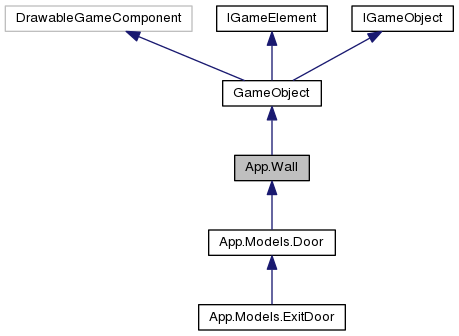 DrawableGameComponent
IGameElement
IGameObject
GameObject
App.Wall
App.Models.Door
App.Models.ExitDoor